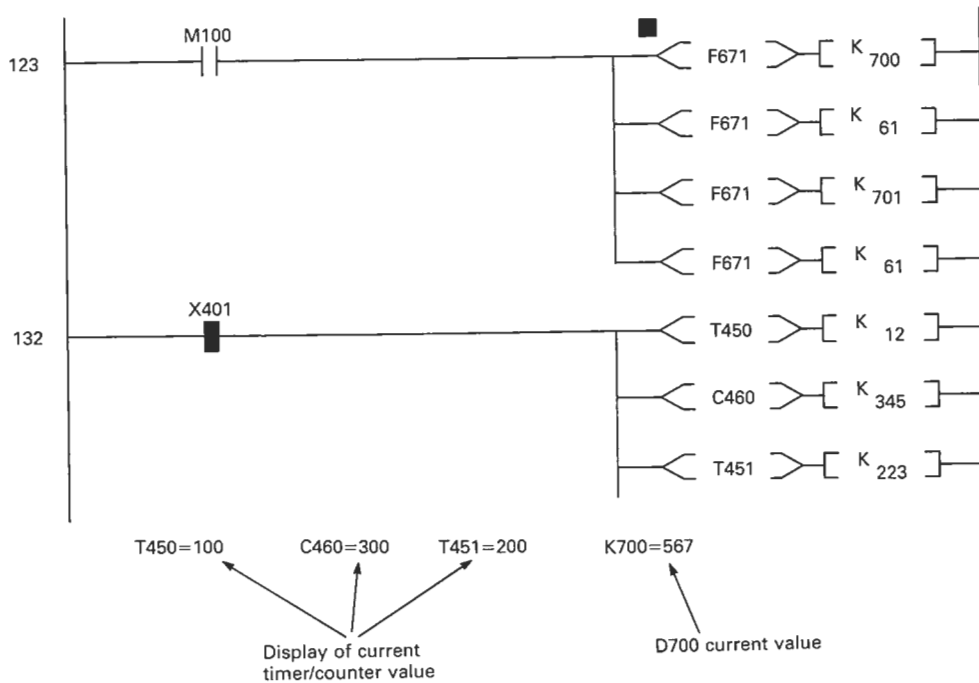 M100
123
F671 K 700
F671 K 61
F671 K 701
F671 K 61
X401
132
T450 K 12
C460 K 345
T451 K 223
T450=100 C460=300 T451=200 K700=567
Display of current
timer/counter value
D700 current value